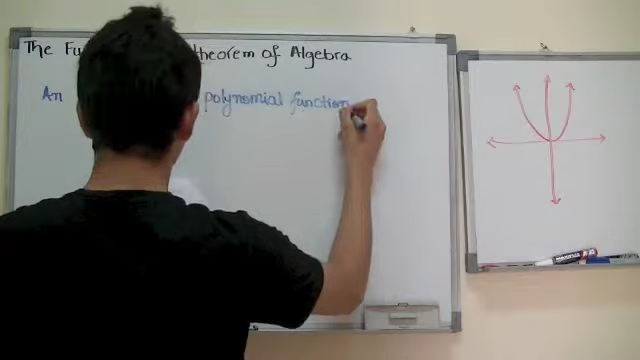 The Fu theorem of Algebra
An polynomial function